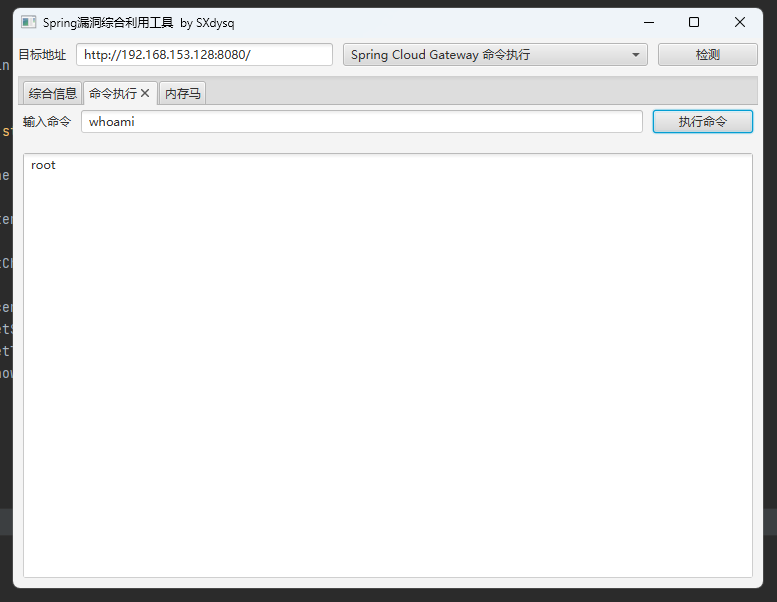 Spring漏洞综合利用工具 by SXdysq
目标地址 http://192.168.153.128:8080/ Spring Cloud Gateway 命令执行 检测
综合信息 命令执行 内存马
输入命令 whoami 执行命令
root